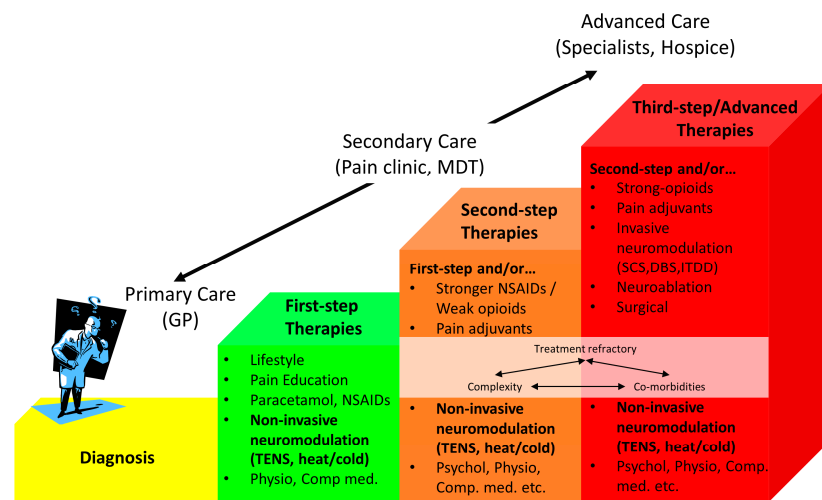 Advanced Care
(Specialists, Hospice)
Secondary Care
(Pain clinic, MDT)
Primary Care
(GP)
? ? ?
Diagnosis
First-step
Therapies
• Lifestyle
• Pain Education
• Paracetamol, NSAIDs
• Non-invasive
neuromodulation
(TENS, heat/cold)
• Physio, Comp med.
Second-step
Therapies
First-step and/or…
• Stronger NSAIDs /
Weak opioids
• Pain adjuvants
• Non-invasive
neuromodulation
(TENS, heat/cold)
• Psychol, Physio,
Comp. med. etc.
Third-step/Advanced
Therapies
Second-step and/or…
• Strong-opioids
• Pain adjuvants
• Invasive
neuromodulation
(SCS,DBS,ITDD)
• Neuroablation
• Surgical
• Non-invasive
neuromodulation
(TENS, heat/cold)
• Psychol, Physio, Comp.
med. etc.
Treatment refractory
Complexity
Co-morbidities